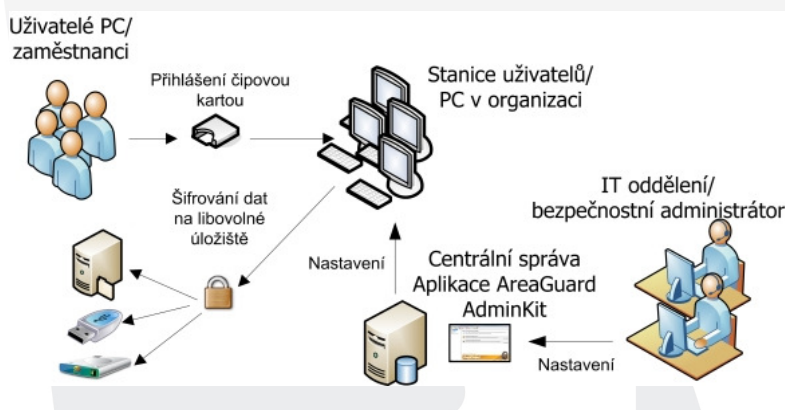 Uživatelé PC/
zaměstnanci
Přihlášení čipovou
kartou
Stanice uživatelů/
PC v organizaci
Šifrování dat
na libovolné
úložiště
IT oddělení/
bezpečnostní administrátor
Nastavení
Centrální správa
Aplikace AreaGuard
AdminKit
Nastavení